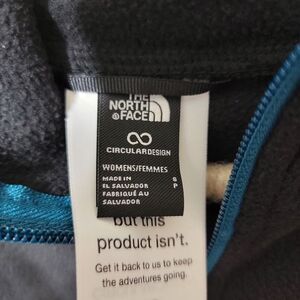 THE
NORTH
FACE
CIRCULARDESIGN
WOMENS/FEMMES
MADE IN S
EL SALVADOR P
FABRIQUÉ AU
SALVADOR
but this
product isn't.
Get it back to us to keep
the adventures going.